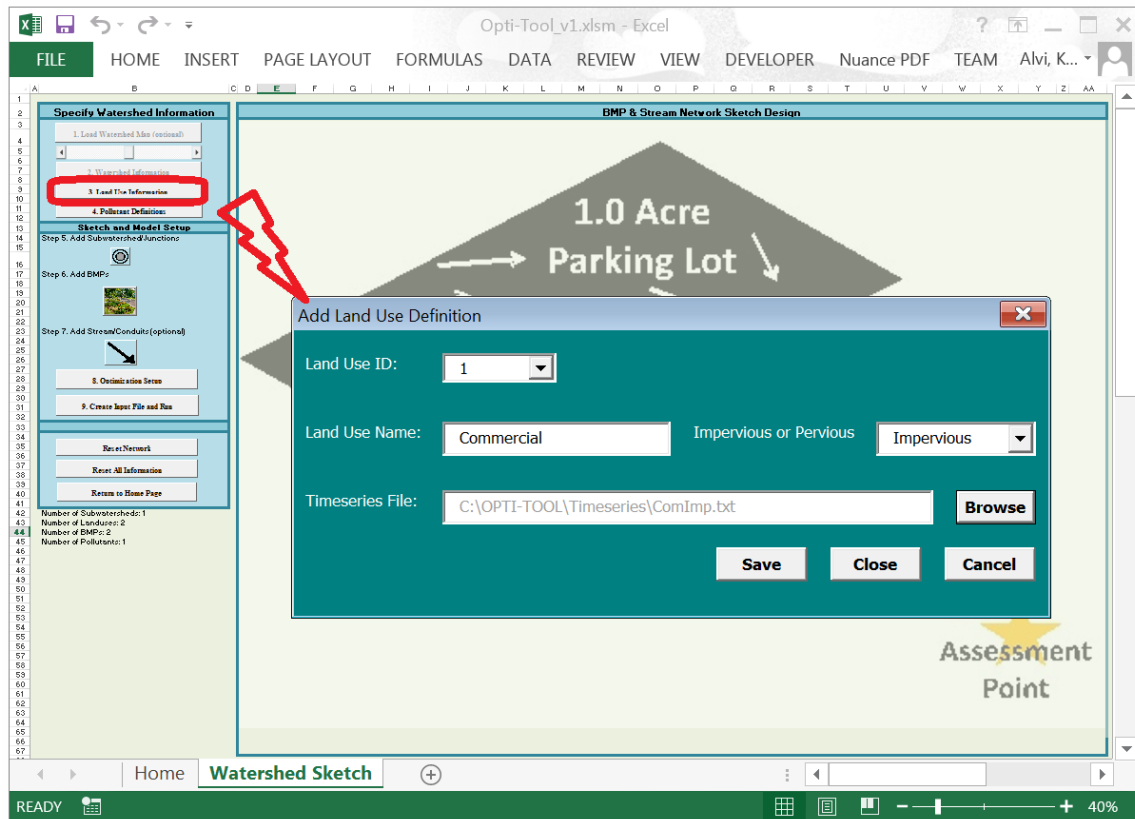 Opti-Tool_v1.xlsm - Excel
FILE HOME INSERT PAGE LAYOUT FORMULAS DATA REVIEW VIEW DEVELOPER Nuance PDF TEAM Alvi, K...
A B C D E F G H I J K L M N O P Q R S T U V W X Y Z AA
Specify Watershed Information
BMP & Stream Network Sketch Design
1. Load Watershed Map (optional)
2. Watershed Information
3. Land Use Information
4. Pollutant Definitions
Sketch and Model Setup
Step 5. Add Subwatershed/Junctions
Step 6. Add BMPs
Step 7. Add Stream/Conduits (optional)
8. Optimization Setup
9. Create Input File and Run
Reset Network
Reset All Information
Return to Home Page
Number of Subwatersheds: 1
Number of Landuses: 2
Number of BMPs: 2
Number of Pollutants: 1
1.0 Acre
Parking Lot
Add Land Use Definition
Land Use ID: 1
Land Use Name: Commercial Impervious or Pervious Impervious
Timeseries File: C:\OPTI-TOOL\Timeseries\ComImp.txt Browse
Save Close Cancel
Assessment
Point
Home Watershed Sketch
READY 40%